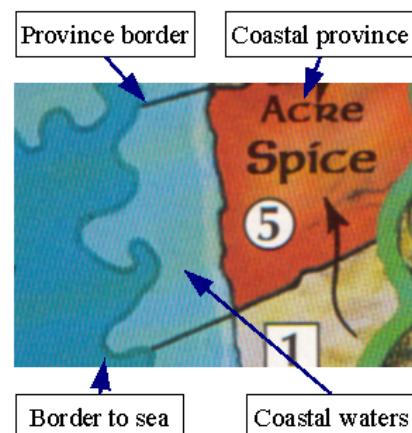 Province border
Coastal province
Acre
Spice
5
1
Border to sea
Coastal waters